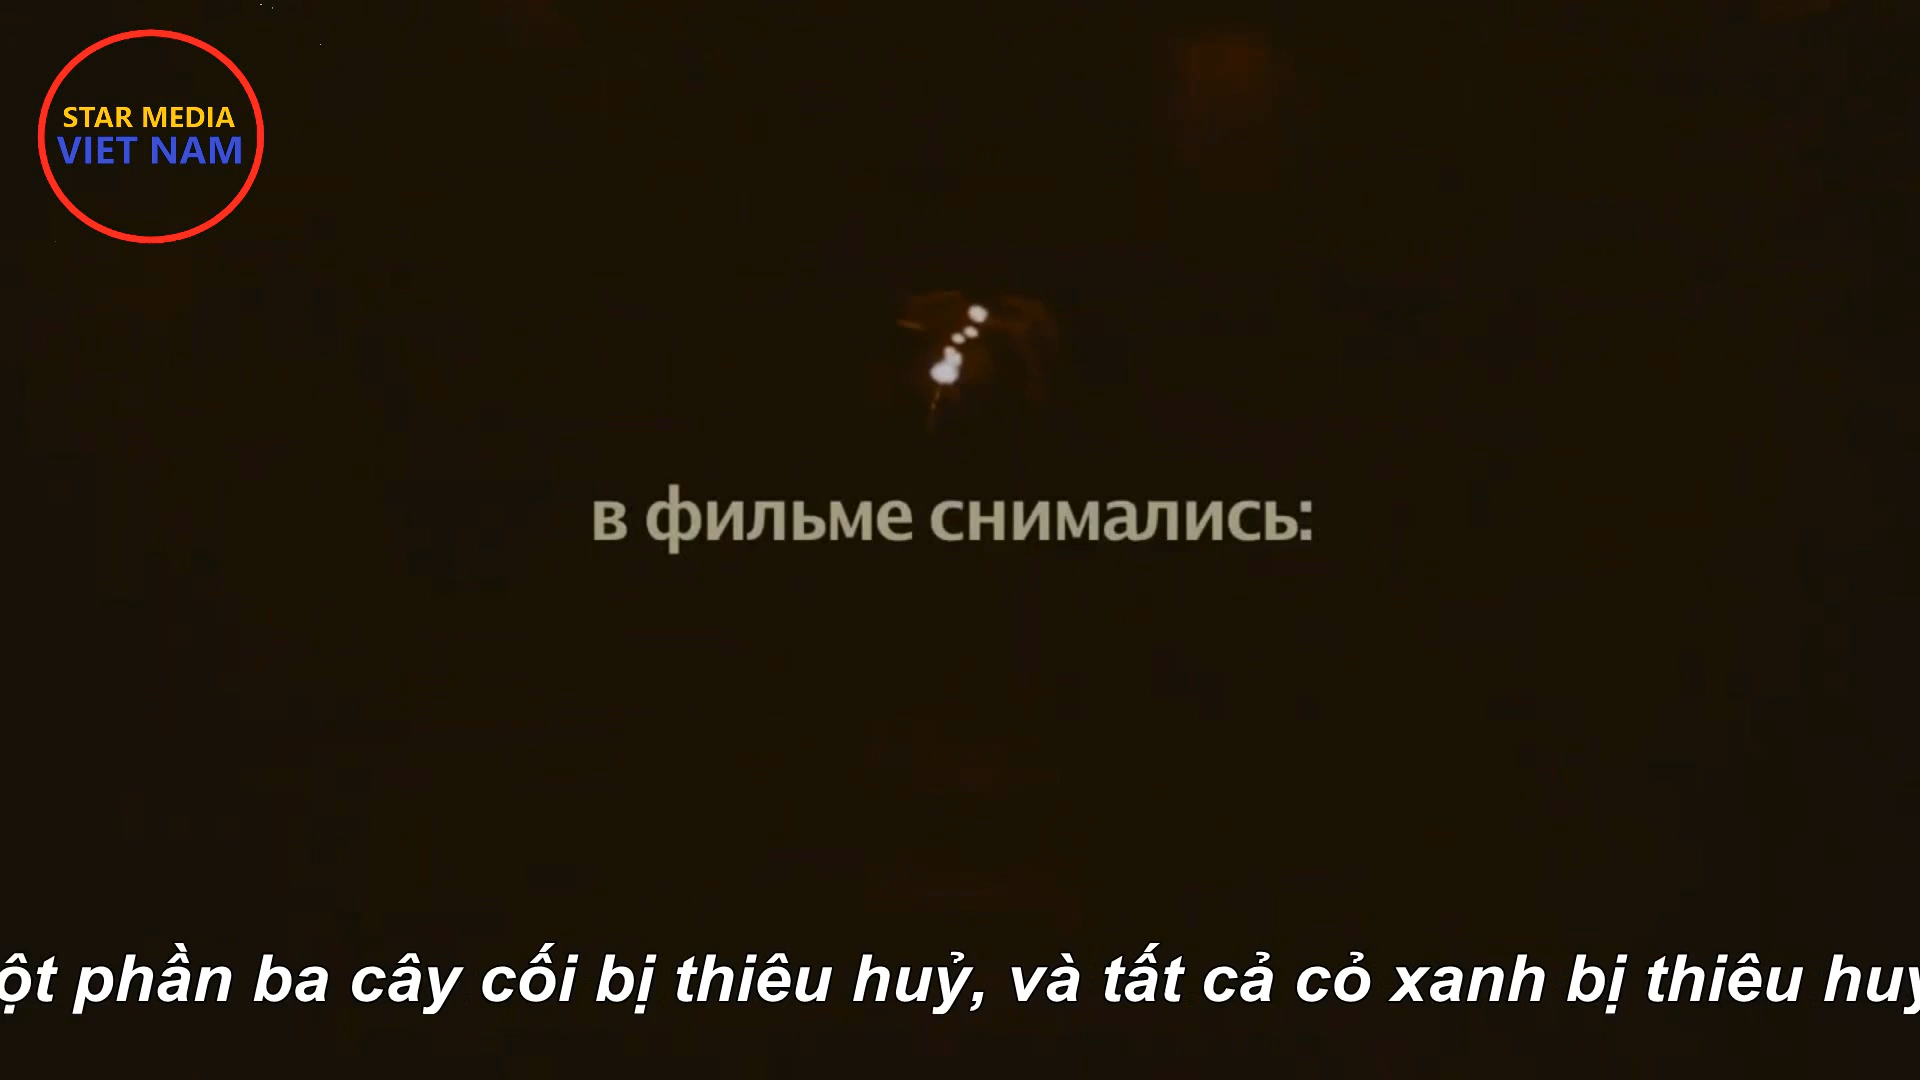 STAR MEDIA
VIET NAM
в фильме снимались:
ột phần ba cây cối bị thiêu huỷ, và tất cả cỏ xanh bị thiêu huỷ